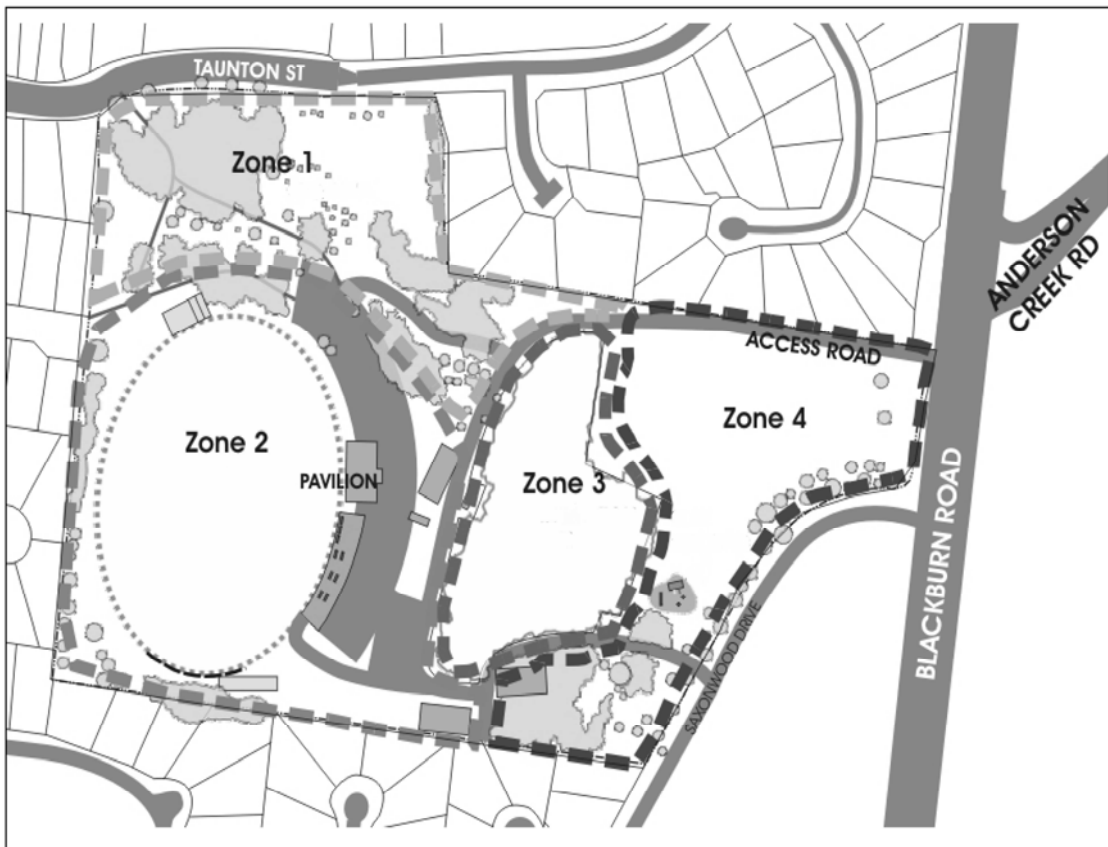 TAUNTON ST
Zone 1
ANDERSON
CREEK RD
ACCESS ROAD
Zone 4
Zone 2
PAVILION
Zone 3
BLACKBURN ROAD
SAXONWOOD DRIVE